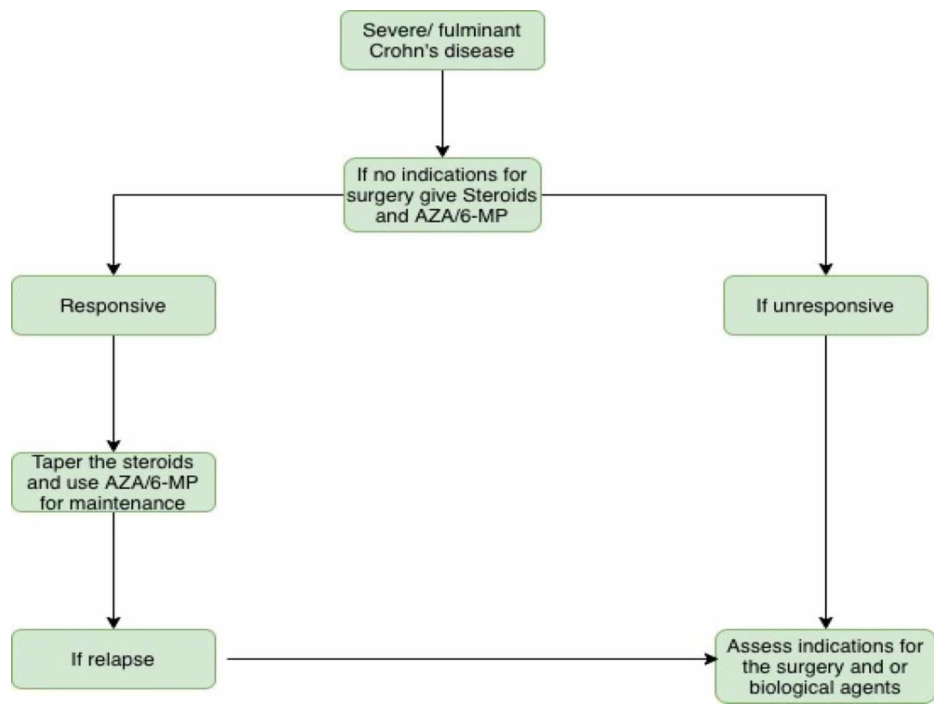 Severe/ fulminant
Crohn's disease
If no indications for
surgery give Steroids
and AZA/6-MP
Responsive
If unresponsive
Taper the steroids
and use AZA/6-MP
for maintenance
If relapse
Assess indications for
the surgery and or
biological agents